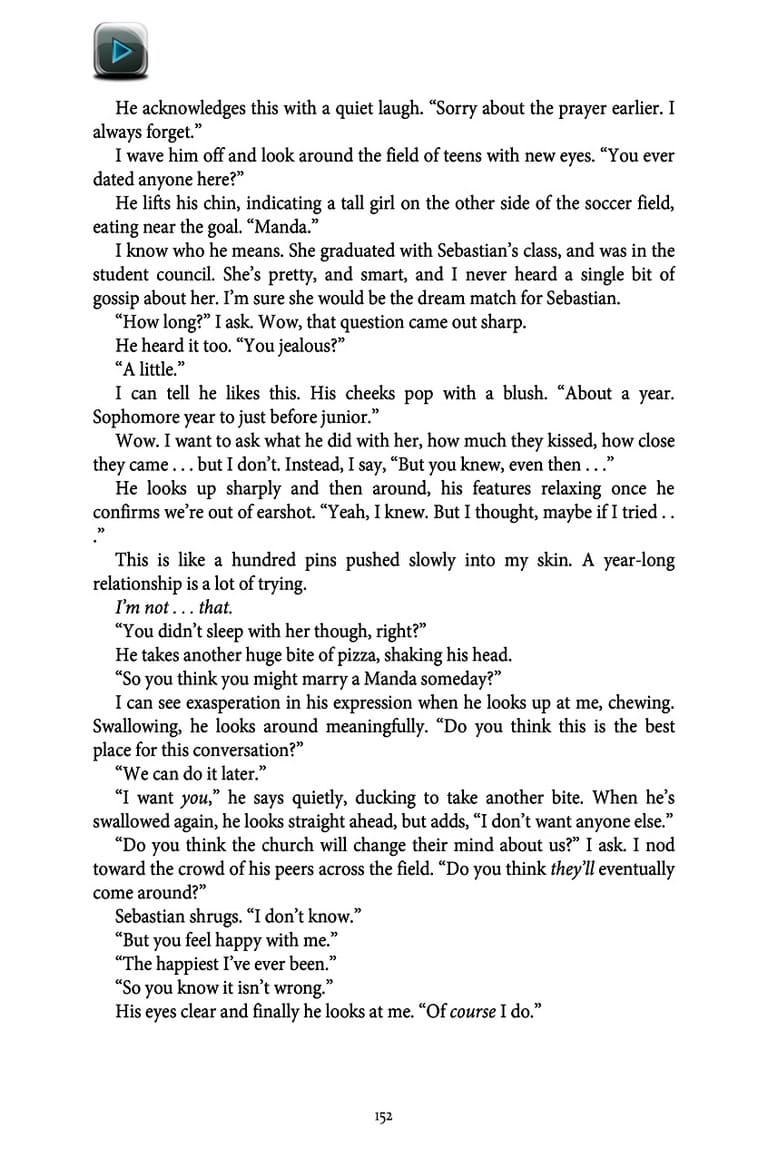 He acknowledges this with a quiet laugh. “Sorry about the prayer earlier. I
always forget.”
I wave him off and look around the field of teens with new eyes. “You ever
dated anyone here?”
He lifts his chin, indicating a tall girl on the other side of the soccer field,
eating near the goal. “Manda.”
I know who he means. She graduated with Sebastian’s class, and was in the
student council. She’s pretty, and smart, and I never heard a single bit of
gossip about her. I’m sure she would be the dream match for Sebastian.
“How long?” I ask. Wow, that question came out sharp.
He heard it too. “You jealous?”
“A little.”
I can tell he likes this. His cheeks pop with a blush. “About a year.
Sophomore year to just before junior.”
Wow. I want to ask what he did with her, how much they kissed, how close
they came . . . but I don’t. Instead, I say, “But you knew, even then . . .”
He looks up sharply and then around, his features relaxing once he
confirms we’re out of earshot. “Yeah, I knew. But I thought, maybe if I tried . .
.”
This is like a hundred pins pushed slowly into my skin. A year-long
relationship is a lot of trying.
I’m not . . . that.
“You didn’t sleep with her though, right?”
He takes another huge bite of pizza, shaking his head.
“So you think you might marry a Manda someday?”
I can see exasperation in his expression when he looks up at me, chewing.
Swallowing, he looks around meaningfully. “Do you think this is the best
place for this conversation?”
“We can do it later.”
“I want you,” he says quietly, ducking to take another bite. When he’s
swallowed again, he looks straight ahead, but adds, “I don’t want anyone else.”
“Do you think the church will change their mind about us?” I ask. I nod
toward the crowd of his peers across the field. “Do you think they’ll eventually
come around?”
Sebastian shrugs. “I don’t know.”
“But you feel happy with me.”
“The happiest I’ve ever been.”
“So you know it isn’t wrong.”
His eyes clear and finally he looks at me. “Of course I do.”
152